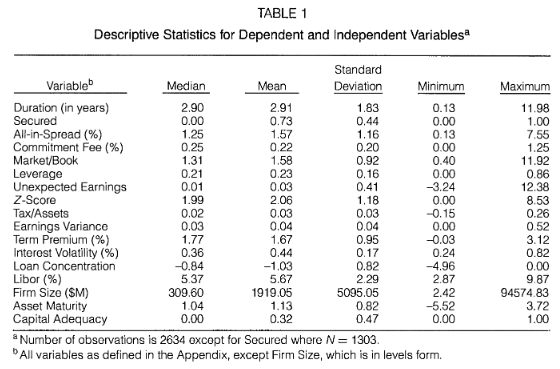 TABLE 1
Descriptive Statistics for Dependent and Independent Variablesª
Standard
Variableᵇ Median Mean Deviation Minimum Maximum
Duration (in years) 2.90 2.91 1.83 0.13 11.98
Secured 0.00 0.73 0.44 0.00 1.00
All-in-Spread (%) 1.25 1.57 1.16 0.13 7.55
Commitment Fee (%) 0.25 0.22 0.20 0.00 1.25
Market/Book 1.31 1.58 0.92 0.40 11.92
Leverage 0.21 0.23 0.16 0.00 0.86
Unexpected Earnings 0.01 0.03 0.41 −3.24 12.38
Z-Score 1.99 2.06 1.18 0.00 8.53
Tax/Assets 0.02 0.03 0.03 −0.15 0.26
Earnings Variance 0.03 0.04 0.04 0.00 0.52
Term Premium (%) 1.77 1.67 0.95 −0.03 3.12
Interest Volatility (%) 0.36 0.44 0.17 0.24 0.82
Loan Concentration −0.84 −1.03 0.82 −4.96 0.00
Libor (%) 5.37 5.67 2.29 2.87 9.87
Firm Size ($M) 309.60 1919.05 5095.05 2.42 94574.83
Asset Maturity 1.04 1.13 0.82 −5.52 3.72
Capital Adequacy 0.00 0.32 0.47 0.00 1.00
ª Number of observations is 2634 except for Secured where N = 1303.
ᵇ All variables as defined in the Appendix, except Firm Size, which is in levels form.